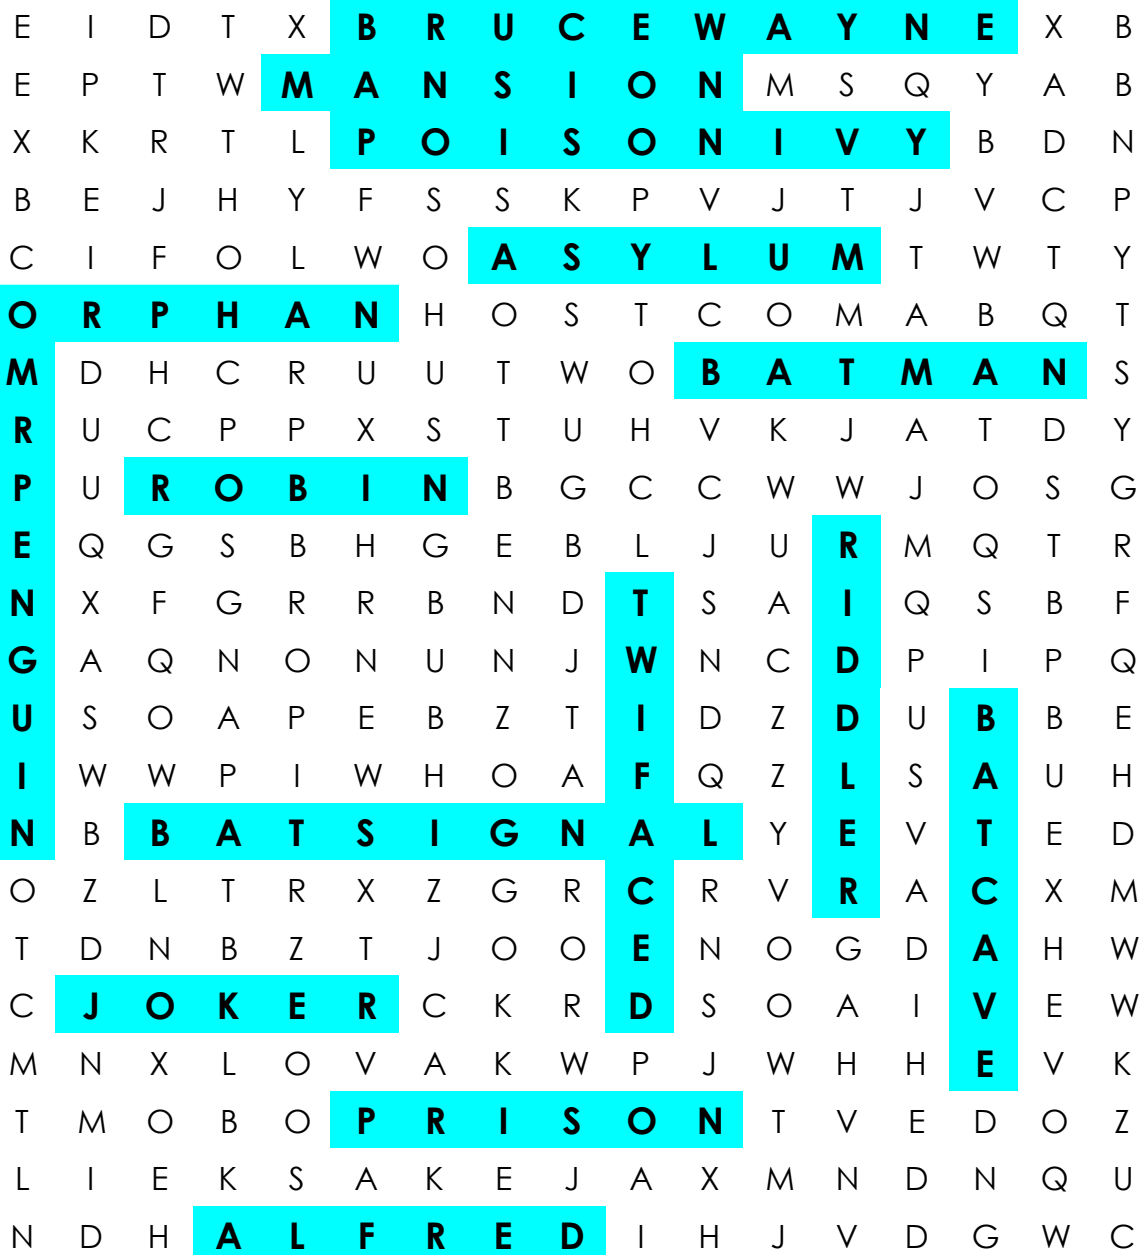 E I D T X B R U C E W A Y N E X B
E P T W M A N S I O N M S Q Y A B
X K R T L P O I S O N I V Y B D N
B E J H Y F S S K P V J T J V C P
C I F O L W O A S Y L U M T W T Y
O R P H A N H O S T C O M A B Q T
M D H C R U U T W O B A T M A N S
R U C P P X S T U H V K J A T D Y
P U R O B I N B G C C W W J O S G
E Q G S B H G E B L J U R M Q T R
N X F G R R B N D T S A I Q S B F
G A Q N O N U N J W N C D P I P Q
U S O A P E B Z T I D Z D U B B E
I W W P I W H O A F Q Z L S A U H
N B B A T S I G N A L Y E V T E D
O Z L T R X Z G R C R V R A C X M
T D N B Z T J O O E N O G D A H W
C J O K E R C K R D S O A I V E W
M N X L O V A K W P J W H H E V K
T M O B O P R I S O N T V E D O Z
L I E K S A K E J A X M N D N Q U
N D H A L F R E D I H J V D G W C